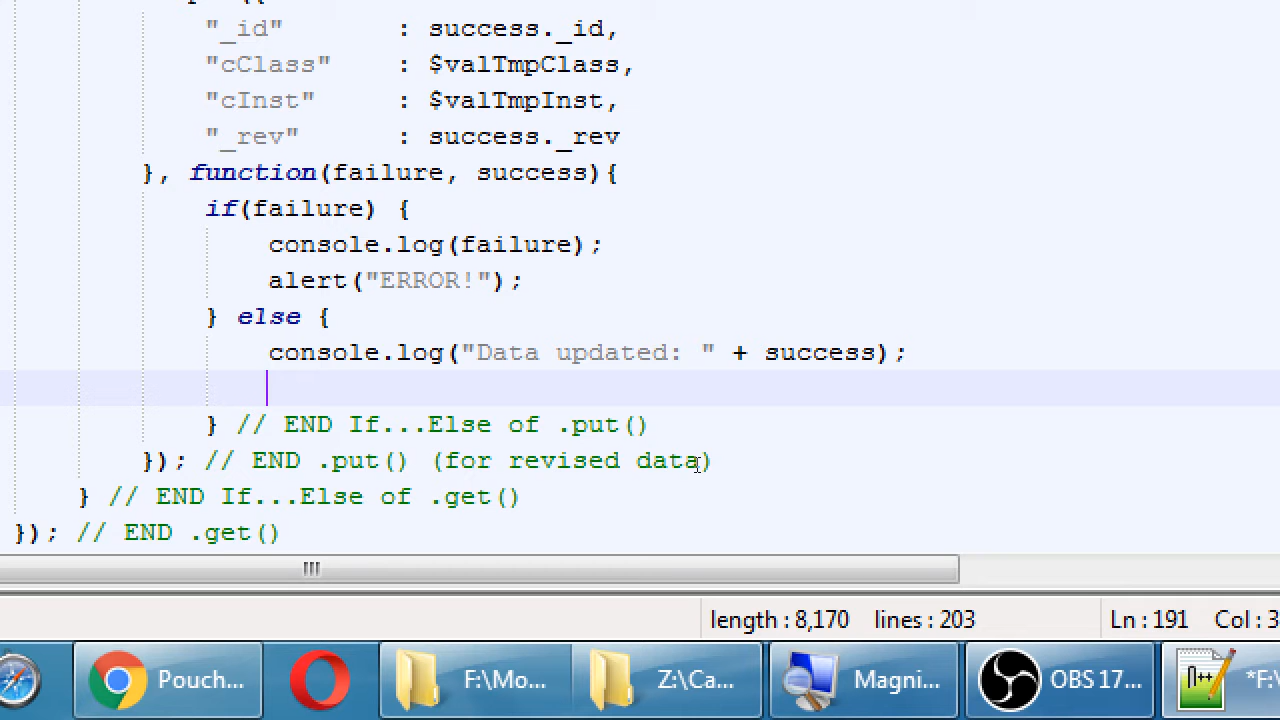 "_id" : success._id,
"cClass" : $valTmpClass,
"cInst" : $valTmpInst,
"_rev" : success._rev
}, function(failure, success){
if(failure) {
console.log(failure);
alert("ERROR!");
} else {
console.log("Data updated: " + success);
} // END If...Else of .put()
}); // END .put() (for revised data)
} // END If...Else of .get()
}); // END .get()
length : 8,170 lines : 203 Ln : 191 Col : 3
Pouch... F:\Mo... Z:\Ca... Magni... OBS 17... *F:\